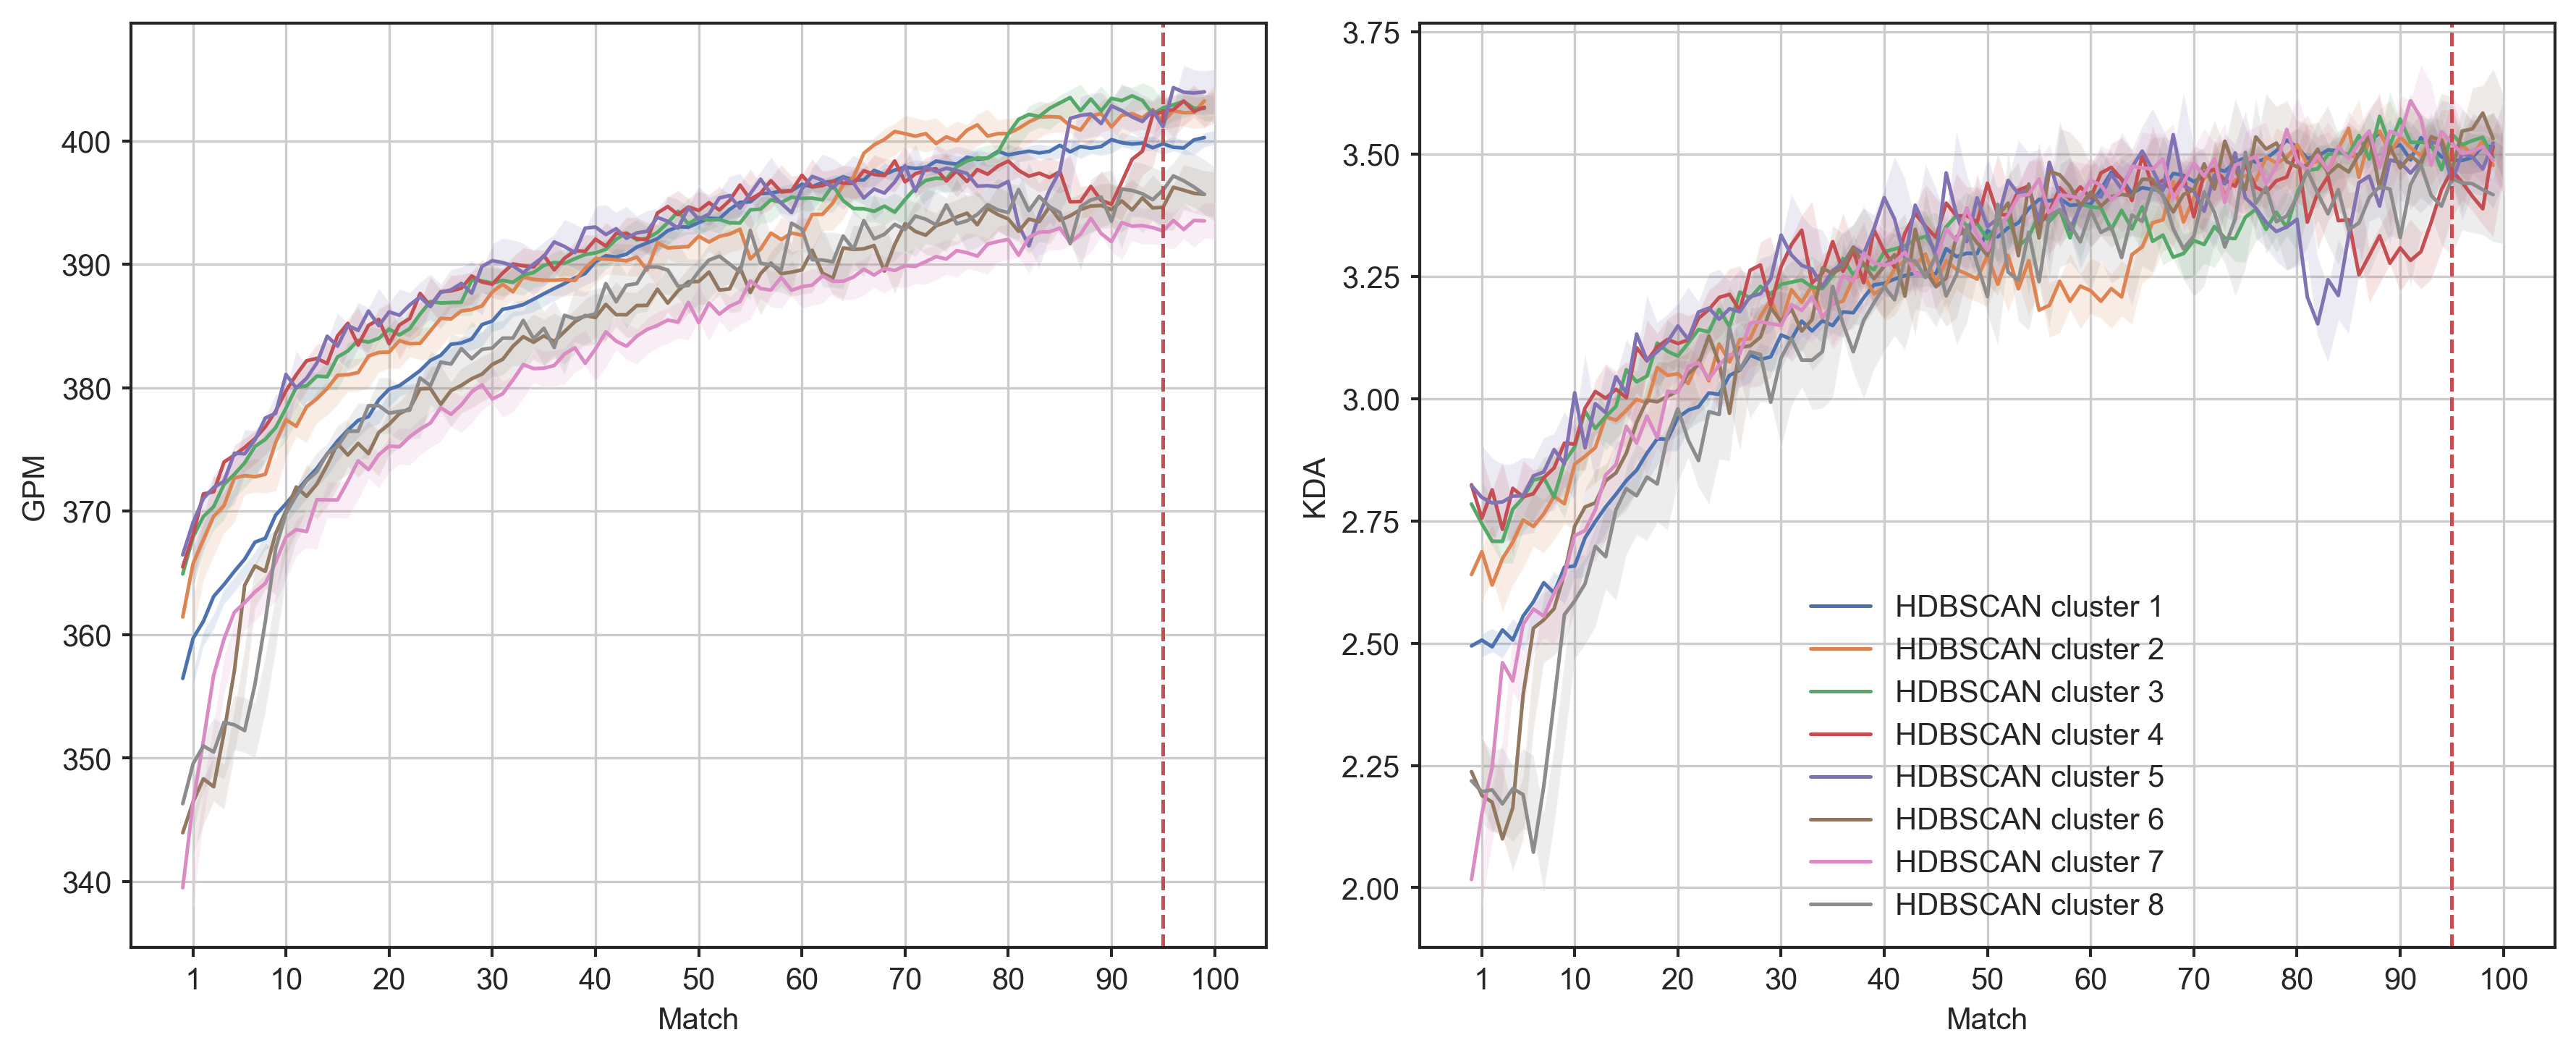 GPM
400
390
380
370
360
350
340
1 10 20 30 40 50 60 70 80 90 100
Match
KDA
3.75
3.50
3.25
3.00
2.75
2.50
2.25
2.00
HDBSCAN cluster 1
HDBSCAN cluster 2
HDBSCAN cluster 3
HDBSCAN cluster 4
HDBSCAN cluster 5
HDBSCAN cluster 6
HDBSCAN cluster 7
HDBSCAN cluster 8
1 10 20 30 40 50 60 70 80 90 100
Match